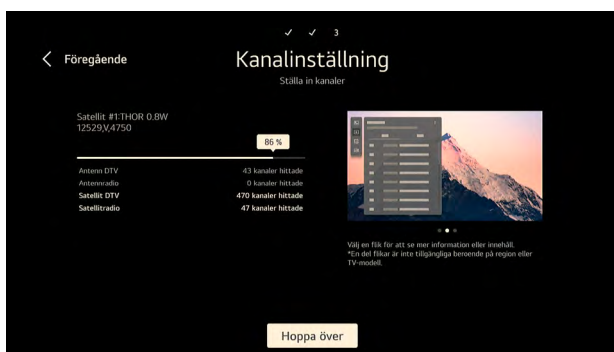 ✓ ✓ 3
Föregående
Kanalinställning
Ställa in kanaler
Satellit #1:THOR 0.8W
12529,V,4750
86 %
Antenn DTV 43 kanaler hittade
Antennradio 0 kanaler hittade
Satellit DTV 470 kanaler hittade
Satellitradio 47 kanaler hittade
Välj en flik för att se mer information eller innehåll.
*En del flikar är inte tillgängliga beroende på region eller
TV-modell.
Hoppa över